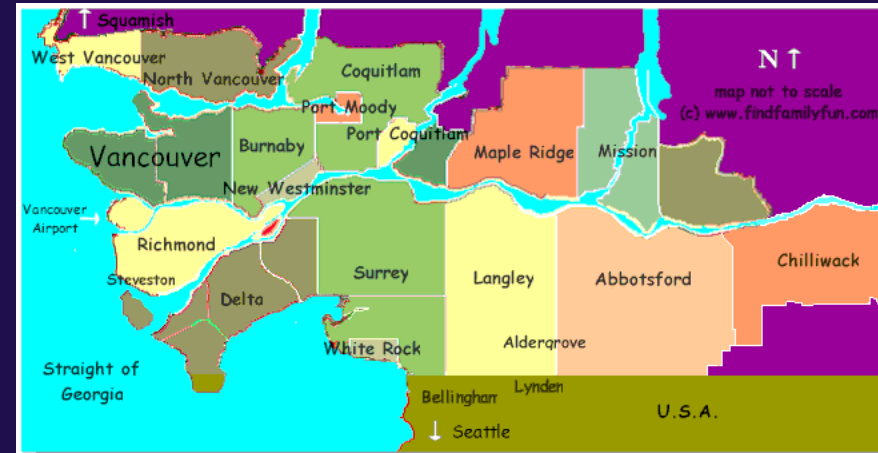 ↑ Squamish
West Vancouver
North Vancouver
Coquitlam
N ↑
map not to scale
(c) www.findfamilyfun.com
Port Moody
Port Coquitlam
Vancouver
Burnaby
Maple Ridge
Mission
New Westminster
Vancouver
Airport →
Richmond
Steveston
Delta
Surrey
Langley
Abbotsford
Chilliwack
White Rock
Aldergrove
Straight of
Georgia
Lynden
Bellingham
U.S.A.
↓ Seattle